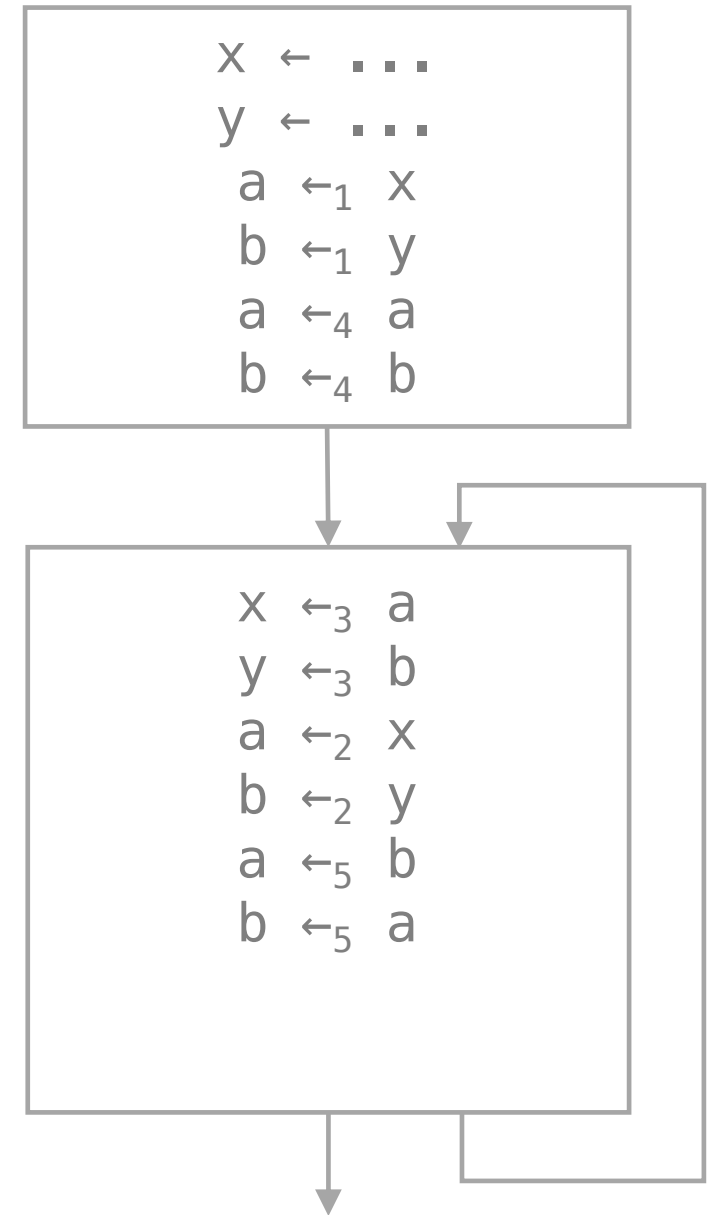 x ← ...
y ← ...
a ←₁ x
b ←₁ y
a ←₄ a
b ←₄ b
x ←₃ a
y ←₃ b
a ←₂ x
b ←₂ y
a ←₅ b
b ←₅ a